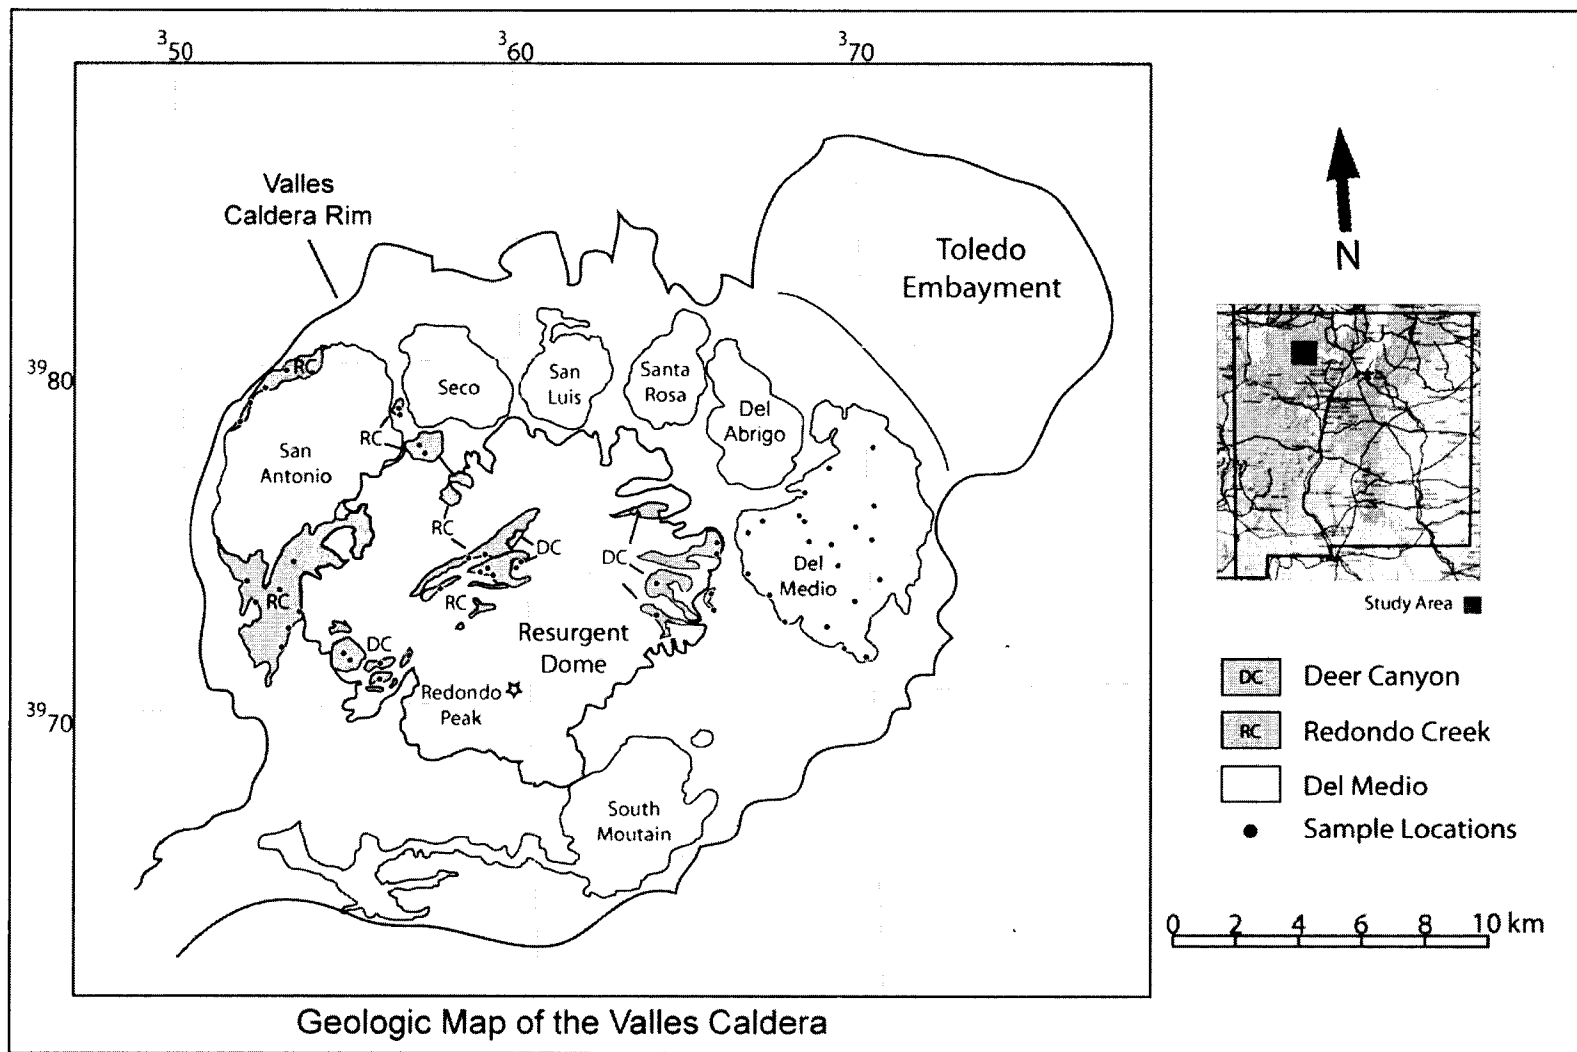 350
360
370
Valles
Caldera Rim
Toledo
Embayment
N
3980
RC
Seco
San
Luis
Santa
Rosa
Del
Abrigo
RC
San
Antonio
RC
DC
DC
Del
Medio
RC
RC
Resurgent
Dome
DC
Redondo
Peak
3970
South
Moutain
Study Area
DC Deer Canyon
RC Redondo Creek
Del Medio
Sample Locations
0 2 4 6 8 10 km
Geologic Map of the Valles Caldera